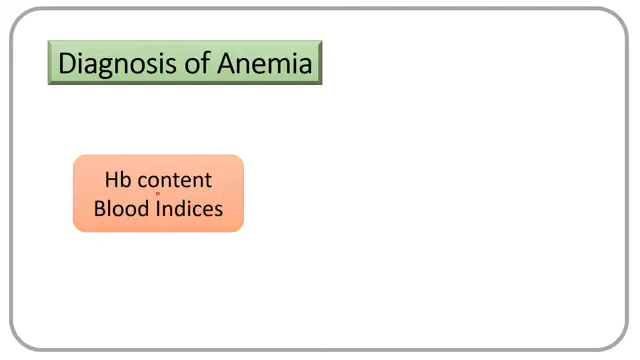 Diagnosis of Anemia
Hb content
Blood Indices